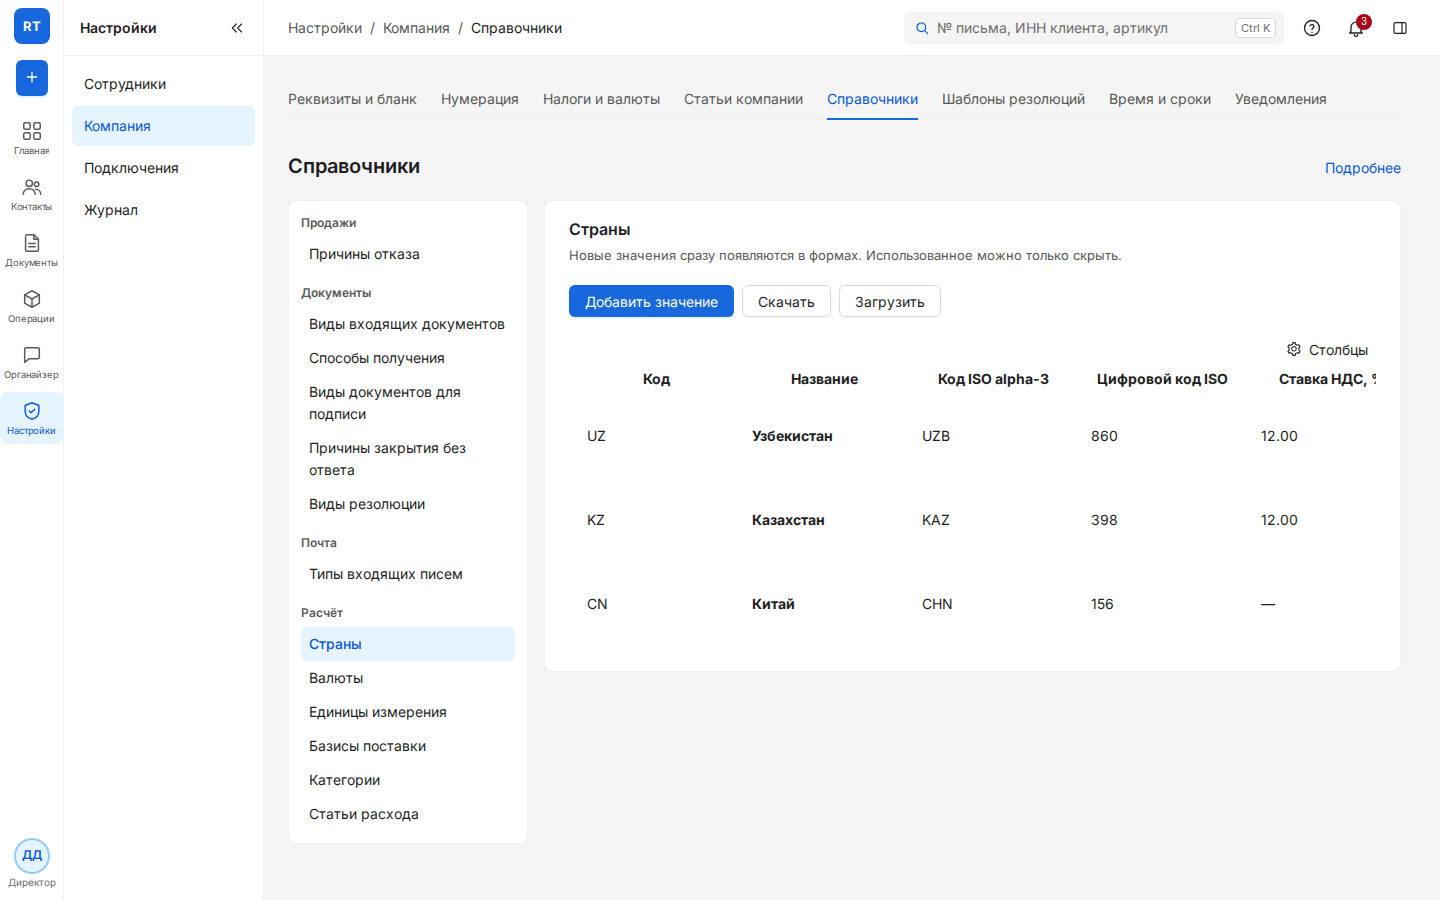 RT
Настройки
Настройки / Компания / Справочники
№ письма, ИНН клиента, артикул
Ctrl K
3
Главная
Контакты
Документы
Операции
Органайзер
Настройки
ДД
Директор
Сотрудники
Компания
Подключения
Журнал
Реквизиты и бланк
Нумерация
Налоги и валюты
Статьи компании
Справочники
Шаблоны резолюций
Время и сроки
Уведомления
Справочники
Подробнее
Продажи
Причины отказа
Документы
Виды входящих документов
Способы получения
Виды документов для
подписи
Причины закрытия без
ответа
Виды резолюции
Почта
Типы входящих писем
Расчёт
Страны
Валюты
Единицы измерения
Базисы поставки
Категории
Статьи расхода
Страны
Новые значения сразу появляются в формах. Использованное можно только скрыть.
Добавить значение
Скачать
Загрузить
Столбцы
Код Название Код ISO alpha-3 Цифровой код ISO Ставка НДС,
UZ Узбекистан UZB 860 12.00
KZ Казахстан KAZ 398 12.00
CN Китай CHN 156 —